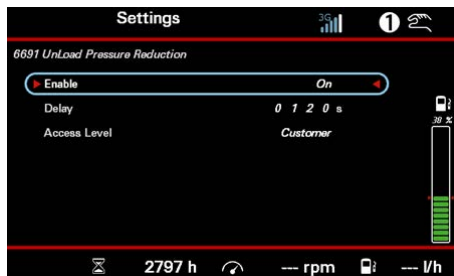 Settings
3G
1
6691 UnLoad Pressure Reduction
Enable On
Delay 0 1 2 0 s
Access Level Customer
38 %
2797 h --- rpm --- l/h